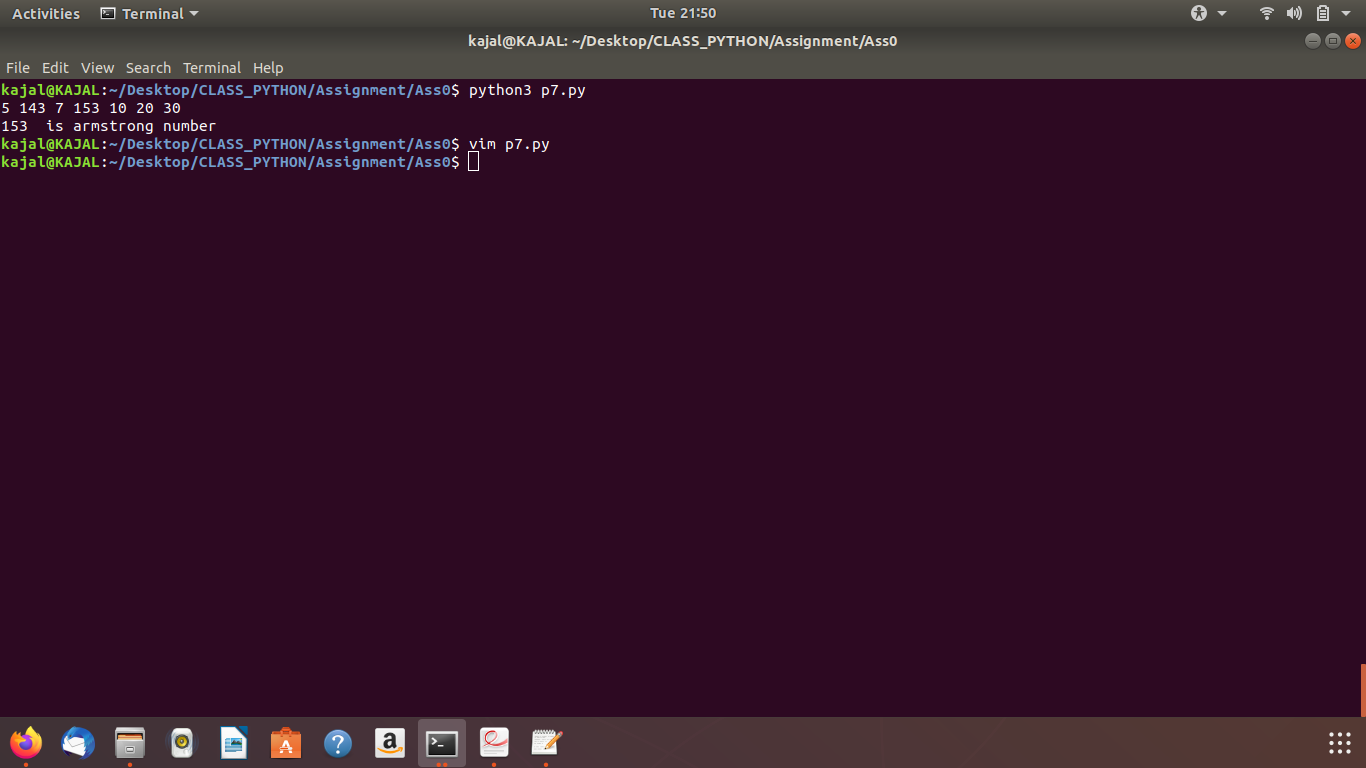 Activities Terminal Tue 21:50
kajal@KAJAL: ~/Desktop/CLASS_PYTHON/Assignment/Ass0
File Edit View Search Terminal Help
kajal@KAJAL:~/Desktop/CLASS_PYTHON/Assignment/Ass0$ python3 p7.py
5 143 7 153 10 20 30
153  is armstrong number
kajal@KAJAL:~/Desktop/CLASS_PYTHON/Assignment/Ass0$ vim p7.py
kajal@KAJAL:~/Desktop/CLASS_PYTHON/Assignment/Ass0$